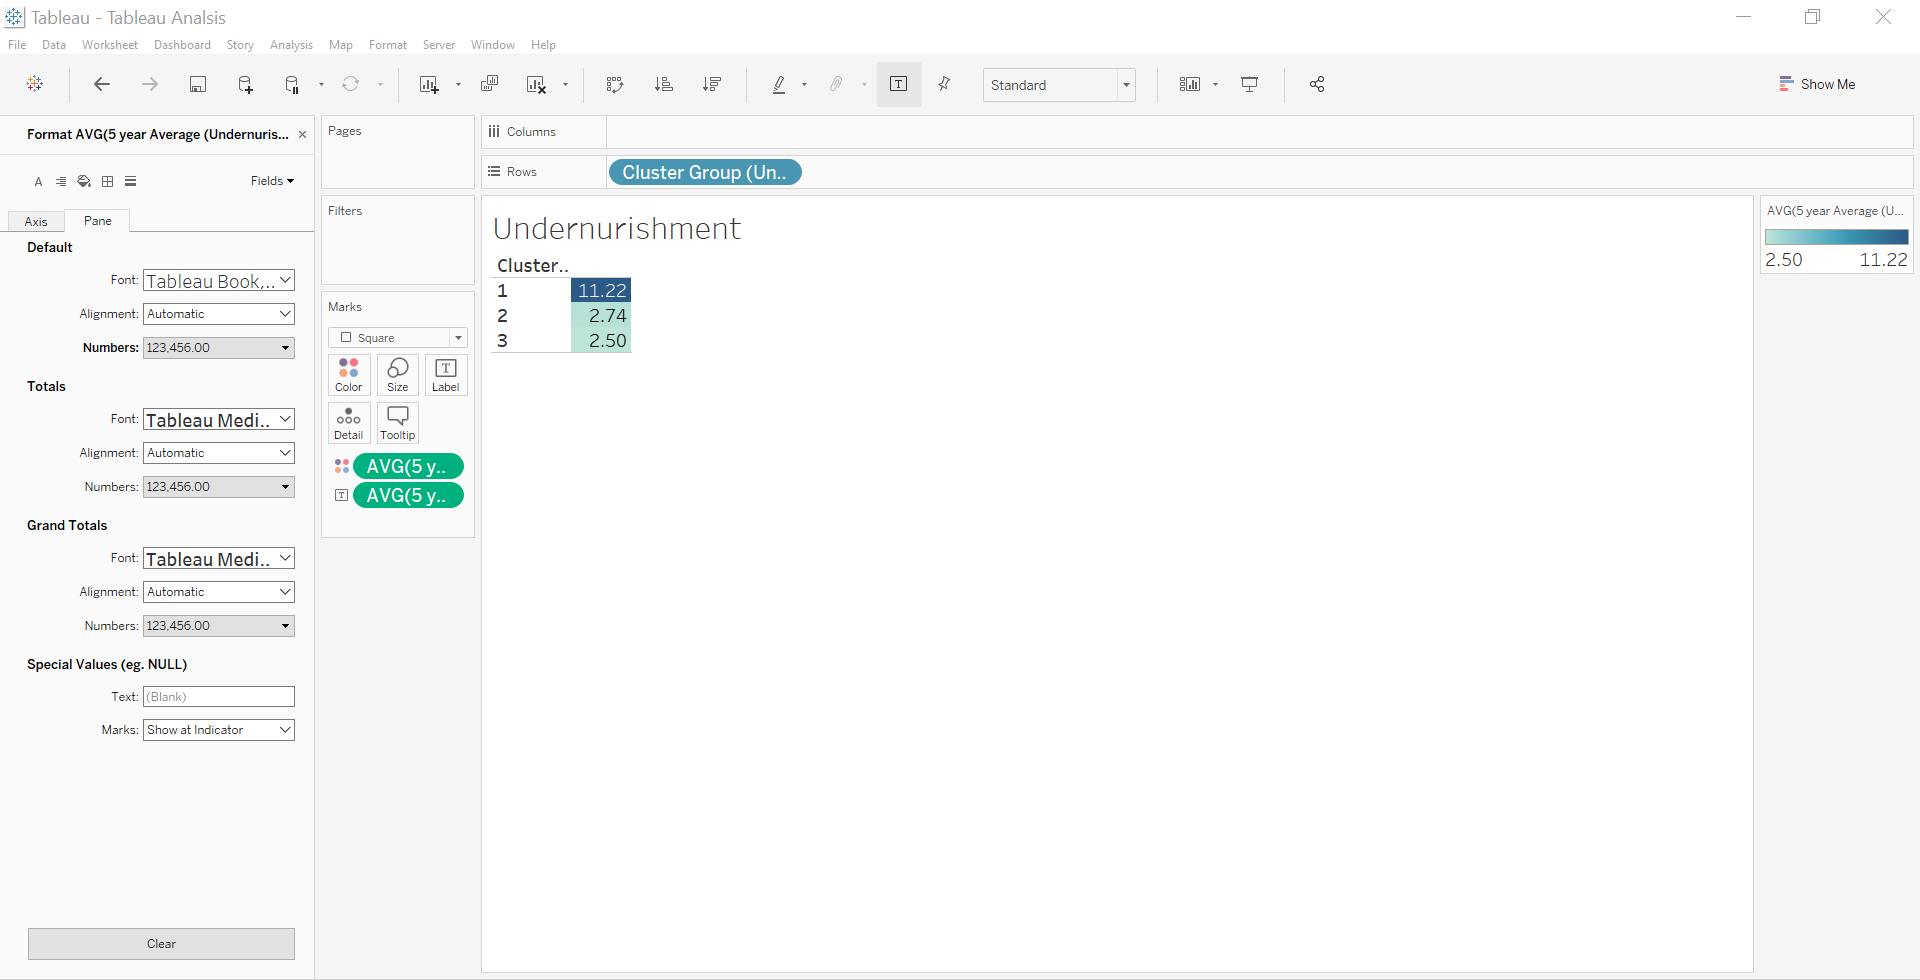 Tableau - Tableau Analsis
File Data Worksheet Dashboard Story Analysis Map Format Server Window Help
Standard
Show Me
Format AVG(5 year Average (Undernuris...
Fields
Axis
Pane
Default
Font: Tableau Book,..
Alignment: Automatic
Numbers: 123,456.00
Totals
Font: Tableau Medi..
Alignment: Automatic
Numbers: 123,456.00
Grand Totals
Font: Tableau Medi..
Alignment: Automatic
Numbers: 123,456.00
Special Values (eg. NULL)
Text: (Blank)
Marks: Show at Indicator
Clear
Pages
Filters
Marks
Square
Color
Size
T
Label
Detail
Tooltip
AVG(5 y..
T AVG(5 y..
Columns
Rows
Cluster Group (Un..
Undernurishment
Cluster..
1 11.22
2 2.74
3 2.50
AVG(5 year Average (U...
2.50 11.22